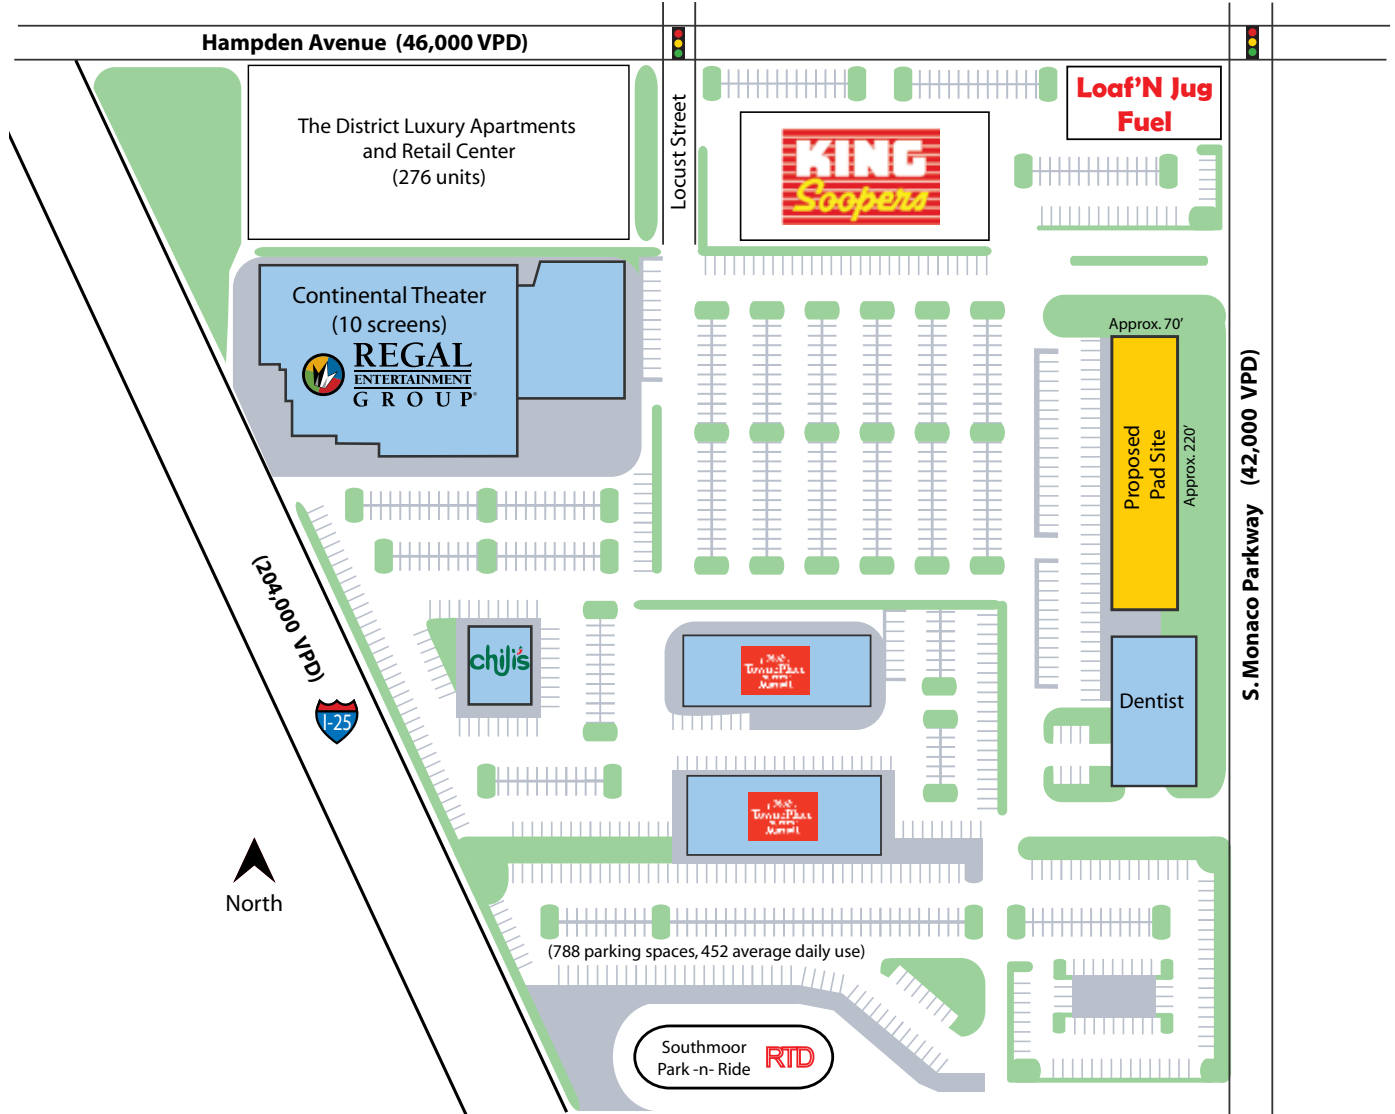 Hampden Avenue (46,000 VPD)
The District Luxury Apartments
and Retail Center
(276 units)
Locust Street
KING
Soopers
Loaf'N Jug
Fuel
Continental Theater
(10 screens)
REGAL
ENTERTAINMENT
GROUP
Approx. 70'
Proposed
Pad Site
Approx. 220'
S. Monaco Parkway (42,000 VPD)
(204,000 VPD)
I-25
chili's
Dentist
North
(788 parking spaces, 452 average daily use)
Southmoor
Park -n- Ride
RTD